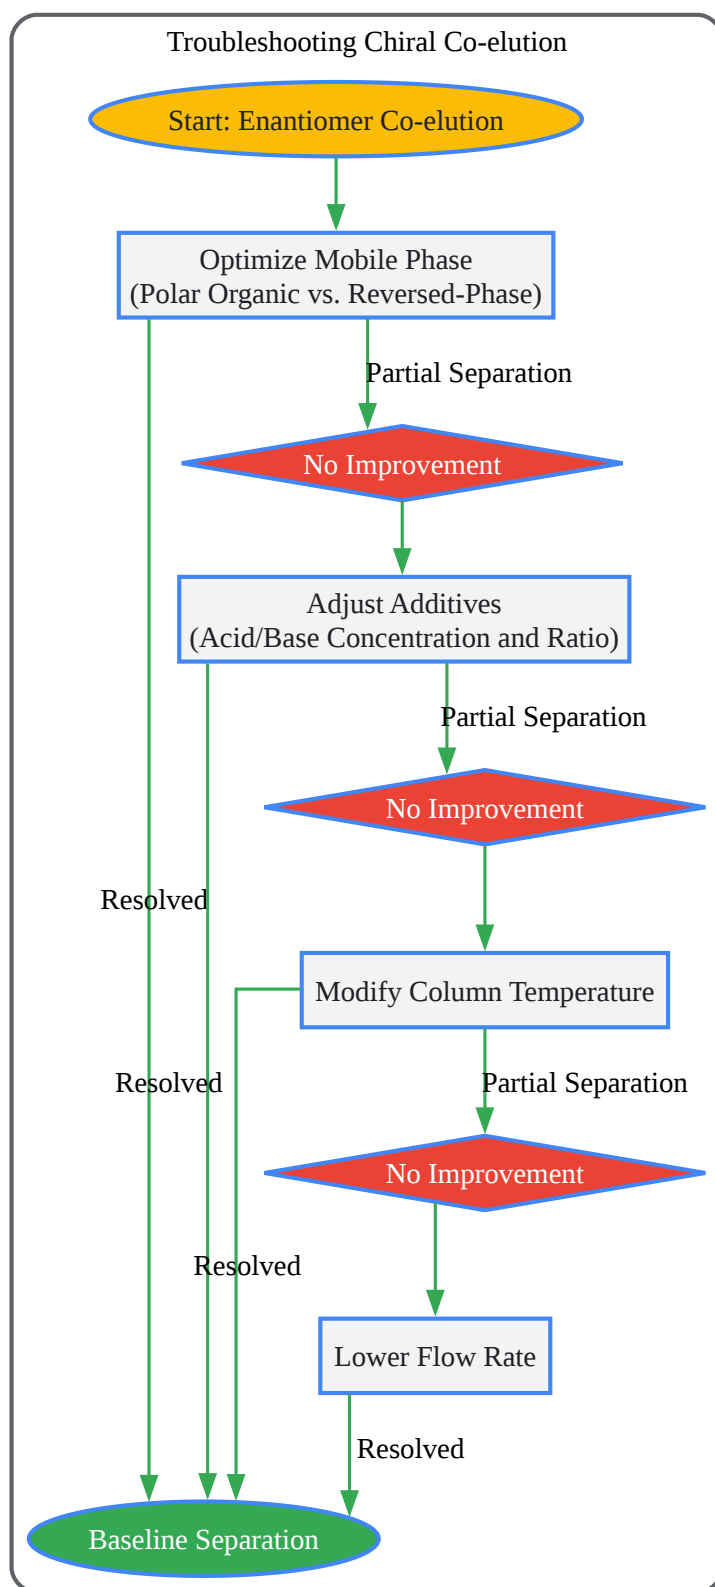 Troubleshooting Chiral Co-elution
Start: Enantiomer Co-elution
Optimize Mobile Phase
(Polar Organic vs. Reversed-Phase)
Partial Separation
No Improvement
Adjust Additives
(Acid/Base Concentration and Ratio)
Partial Separation
No Improvement
Resolved
Modify Column Temperature
Resolved
Partial Separation
No Improvement
Resolved
Lower Flow Rate
Resolved
Baseline Separation